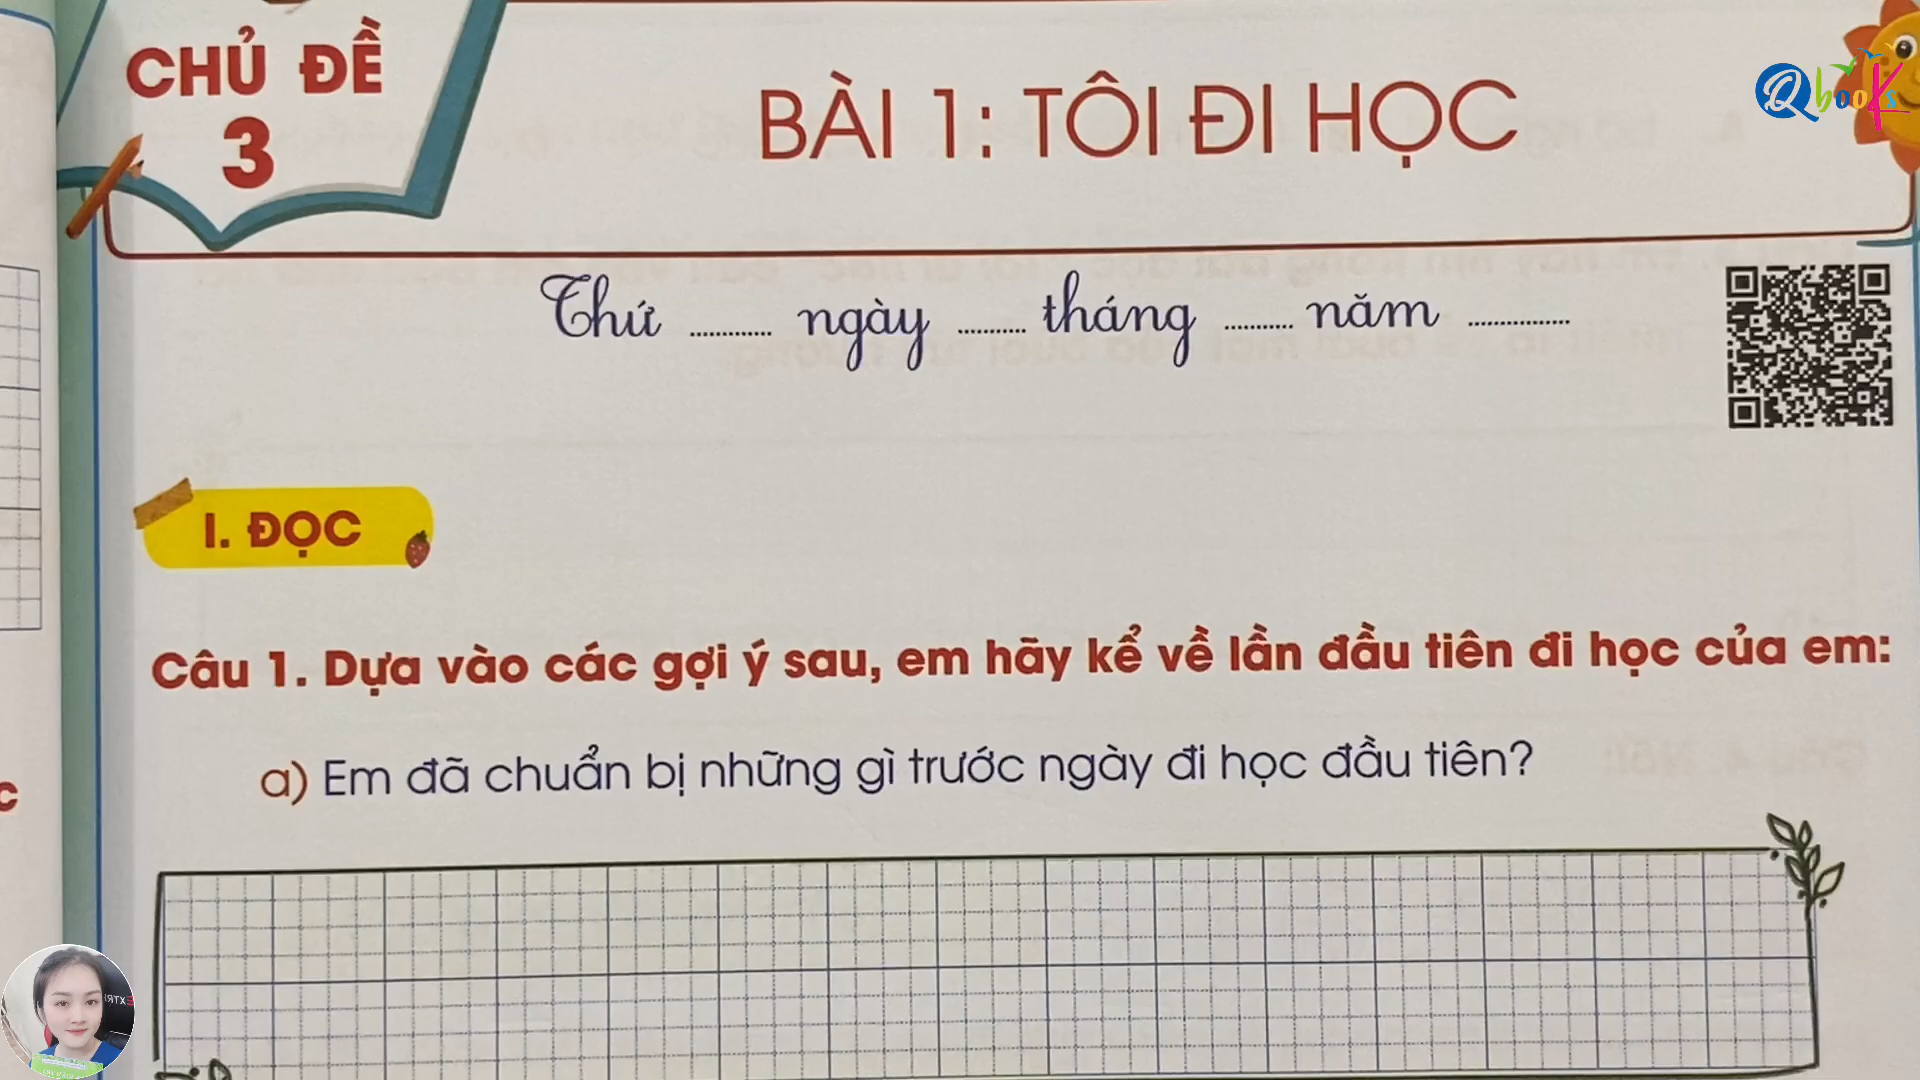 CHỦ ĐỀ
3
BÀI 1: TÔI ĐI HỌC
Qbooks
Thứ ............ ngày .......... tháng .......... năm ...............
I. ĐỌC
Câu 1. Dựa vào các gợi ý sau, em hãy kể về lần đầu tiên đi học của em:
a) Em đã chuẩn bị những gì trước ngày đi học đầu tiên?
c